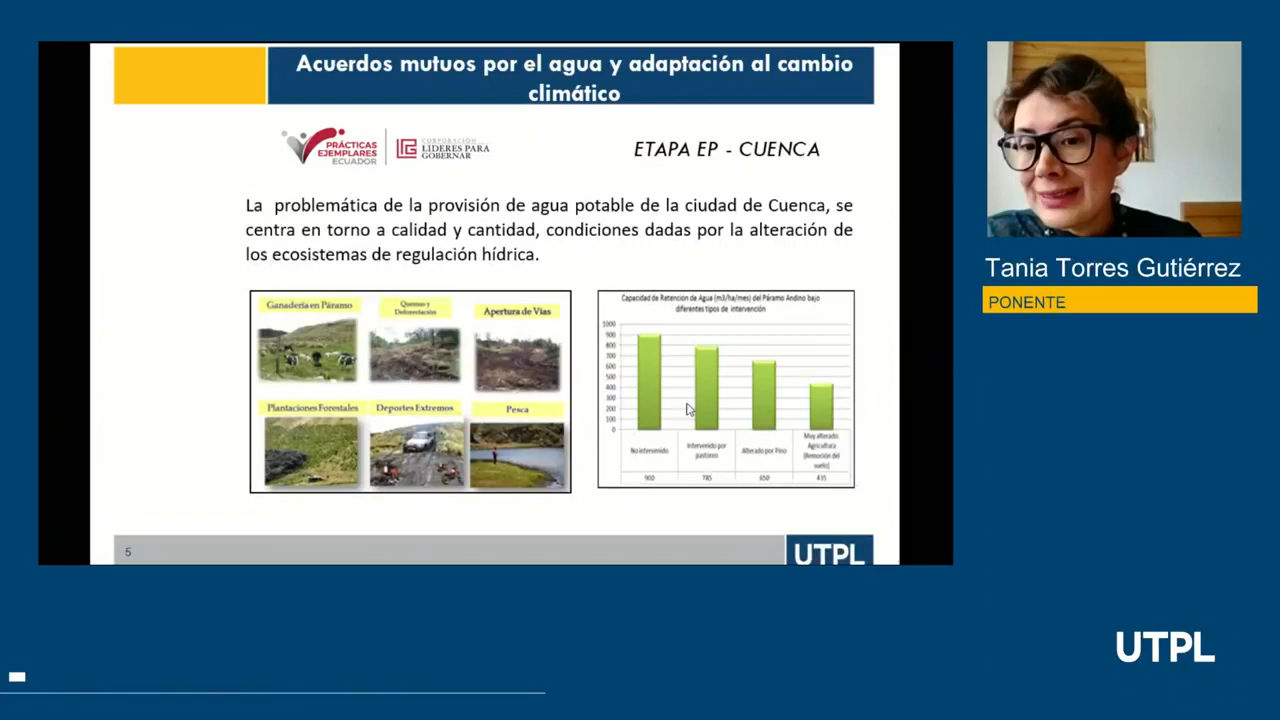 Acuerdos mutuos por el agua y adaptación al cambio
climático
PRÁCTICAS
EJEMPLARES
ECUADOR
CORPORACIÓN
LIDERES PARA
GOBERNAR
ETAPA EP - CUENCA
La problemática de la provisión de agua potable de la ciudad de Cuenca, se
centra en torno a calidad y cantidad, condiciones dadas por la alteración de
los ecosistemas de regulación hídrica.
Ganadería en Páramo
Quemas y
Deforestación
Apertura de Vías
Plantaciones Forestales
Deportes Extremos
Pesca
Capacidad de Retención de Agua (m3/ha/mes) del Páramo Andino bajo
diferentes tipos de intervención
1000
900
800
700
600
500
400
300
200
100
0
No intervenido
Intervenido por
pastoreo
Alterado por Pino
Muy alterado
Agricultura
(Remoción del
suelo)
900
785
650
435
5
UTPL
Tania Torres Gutiérrez
PONENTE
UTPL